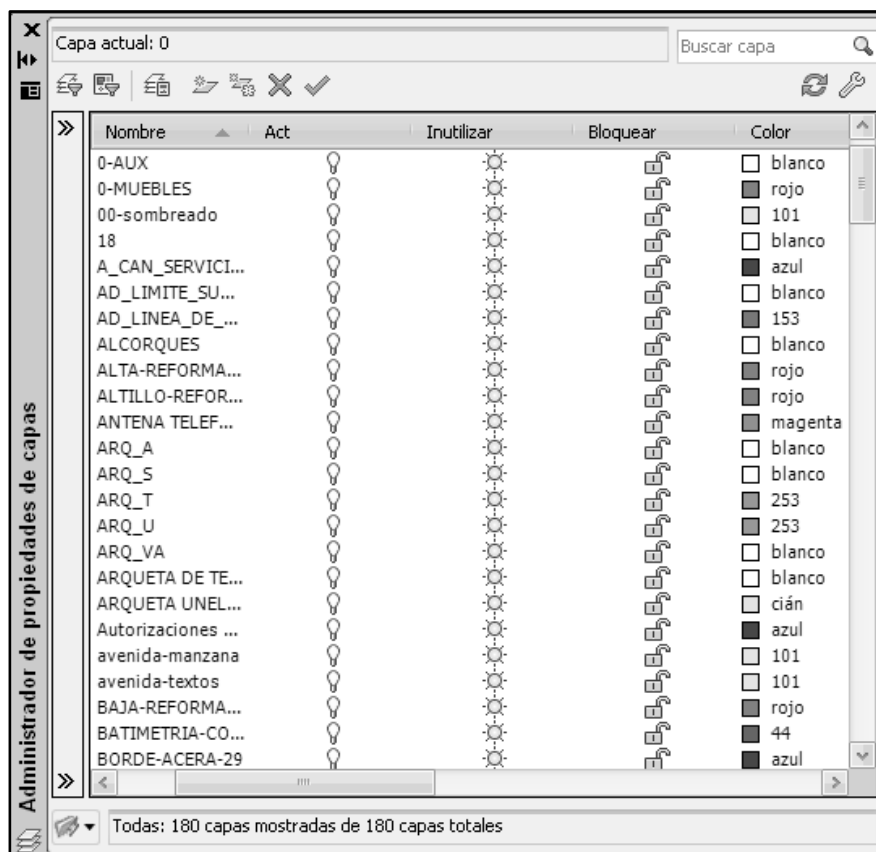 Capa actual: 0
Buscar capa
Nombre Act Inutilizar Bloquear Color
0-AUX blanco
0-MUEBLES rojo
00-sombreado 101
18 blanco
A_CAN_SERVICI... azul
AD_LIMITE_SU... blanco
AD_LINEA_DE_... 153
ALCORQUES blanco
ALTA-REFORMA... rojo
ALTILLO-REFOR... rojo
ANTENA TELEF... magenta
ARQ_A blanco
ARQ_S blanco
ARQ_T 253
ARQ_U 253
ARQ_VA blanco
ARQUETA DE TE... blanco
ARQUETA UNEL... cián
Autorizaciones ... azul
avenida-manzana 101
avenida-textos 101
BAJA-REFORMA... rojo
BATIMETRIA-CO... 44
BORDE-ACERA-29 azul
Todas: 180 capas mostradas de 180 capas totales
Administrador de propiedades de capas